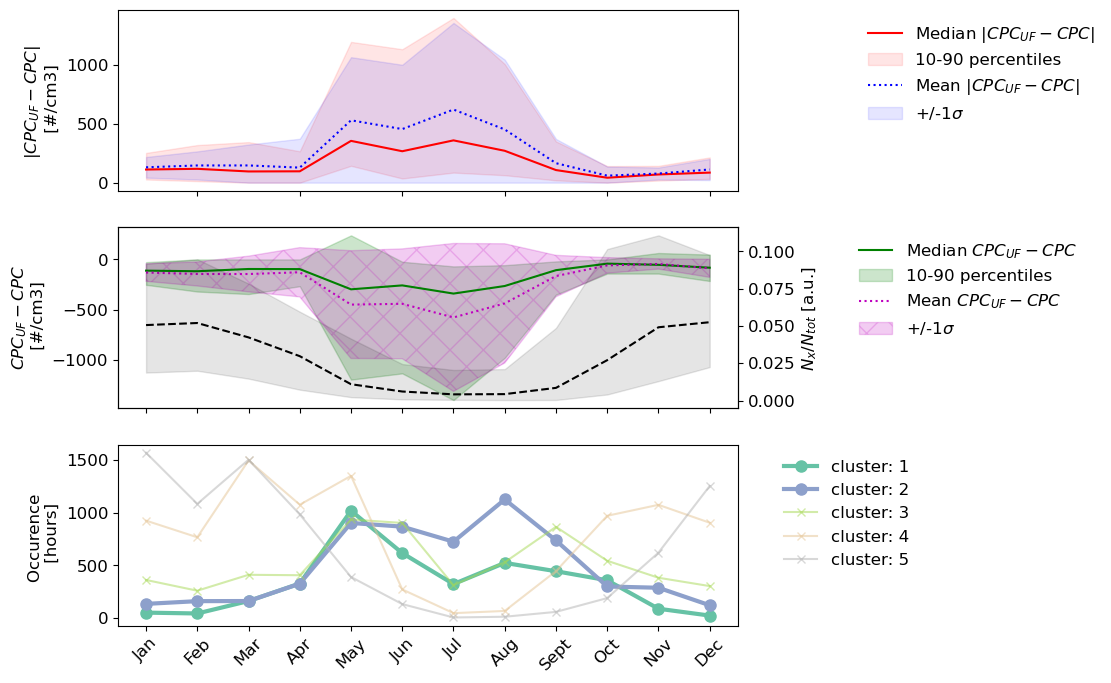 |CPC_UF − CPC|
[#/cm3]
1000
500
0
Median |CPC_UF − CPC|
10-90 percentiles
Mean |CPC_UF − CPC|
+/-1σ
CPC_UF − CPC
[#/cm3]
0
−500
−1000
0.100
0.075
0.050
0.025
0.000
N_x/N_tot [a.u.]
Median CPC_UF − CPC
10-90 percentiles
Mean CPC_UF − CPC
+/-1σ
Occurence
[hours]
1500
1000
500
0
cluster: 1
cluster: 2
cluster: 3
cluster: 4
cluster: 5
Jan
Feb
Mar
Apr
May
Jun
Jul
Aug
Sept
Oct
Nov
Dec